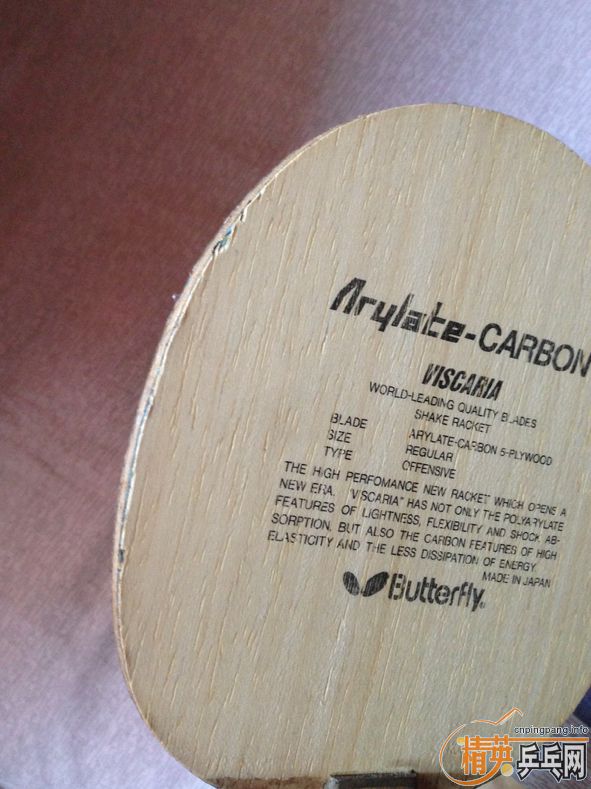 Arylate-CARBON
VISCARIA
WORLD-LEADING QUALITY BLADES
SHAKE RACKET
BLADE ARYLATE-CARBON 5-PLYWOOD
SIZE REGULAR
TYPE OFFENSIVE
THE HIGH PERFOMANCE NEW RACKET WHICH OPENS A
NEW ERA. "VISCARIA" HAS NOT ONLY THE POLYARYLATE
FEATURES OF LIGHTNESS, FLEXIBILITY AND SHOCK AB-
SORPTION, BUT ALSO THE CARBON FEATURES OF HIGH
ELASTICITY AND THE LESS DISSIPATION OF ENERGY.
MADE IN JAPAN
Butterfly
cnpingpang.info
精英乒乓网